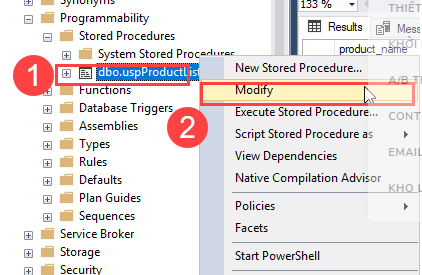 Synonyms
Programmability
Stored Procedures
System Stored Procedures
dbo.uspProductList
Functions
Database Triggers
Assemblies
Types
Rules
Defaults
Plan Guides
Sequences
Service Broker
Storage
Security
1
2
133 %
Results
Mess
product_name
New Stored Procedure...
Modify
Execute Stored Procedure...
Script Stored Procedure as
View Dependencies
Native Compilation Advisor
Policies
Facets
Start PowerShell
THIẾT
KHỞI
A/B T
CONT
EMAIL
KHO L